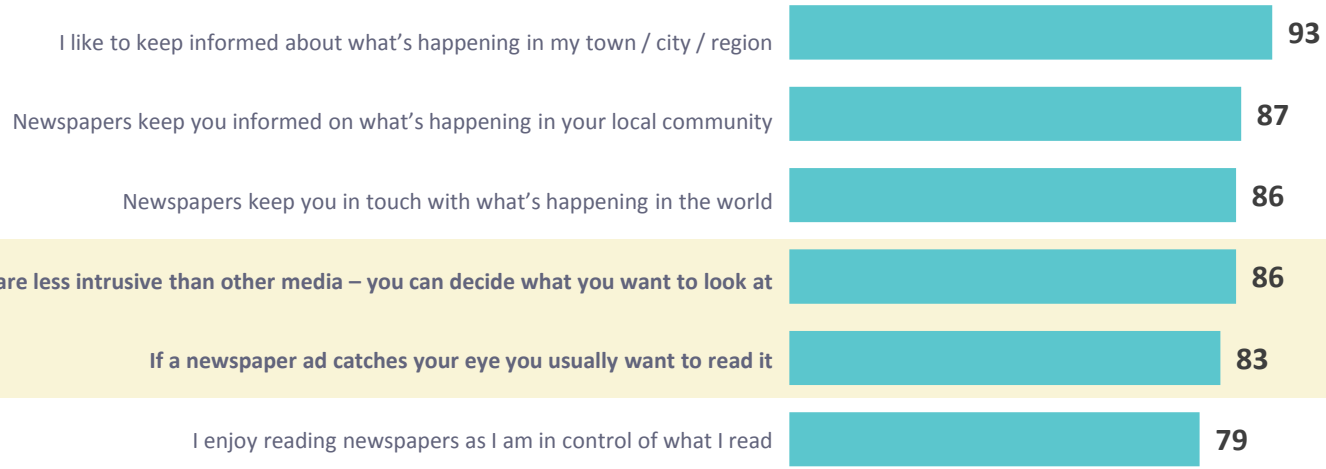 I like to keep informed about what’s happening in my town / city / region 93
Newspapers keep you informed on what’s happening in your local community 87
Newspapers keep you in touch with what’s happening in the world 86
are less intrusive than other media – you can decide what you want to look at 86
If a newspaper ad catches your eye you usually want to read it 83
I enjoy reading newspapers as I am in control of what I read 79